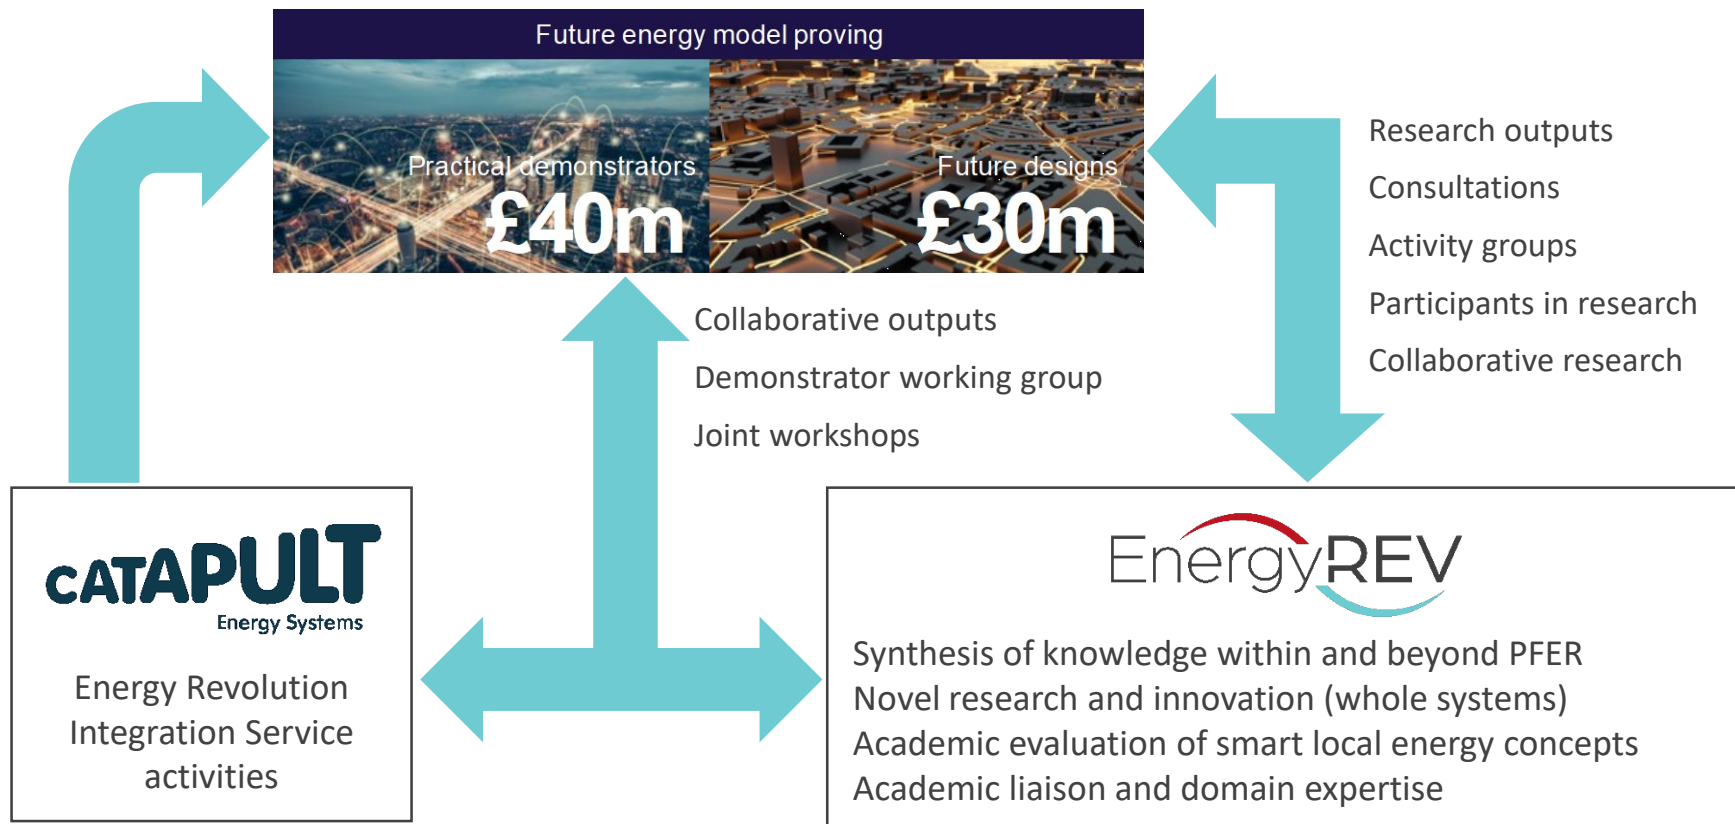 Future energy model proving
Practical demonstrators
£40m
Future designs
£30m
Research outputs
Consultations
Activity groups
Participants in research
Collaborative research
Collaborative outputs
Demonstrator working group
Joint workshops
CATAPULT
Energy Systems
Energy Revolution
Integration Service
activities
EnergyREV
Synthesis of knowledge within and beyond PFER
Novel research and innovation (whole systems)
Academic evaluation of smart local energy concepts
Academic liaison and domain expertise